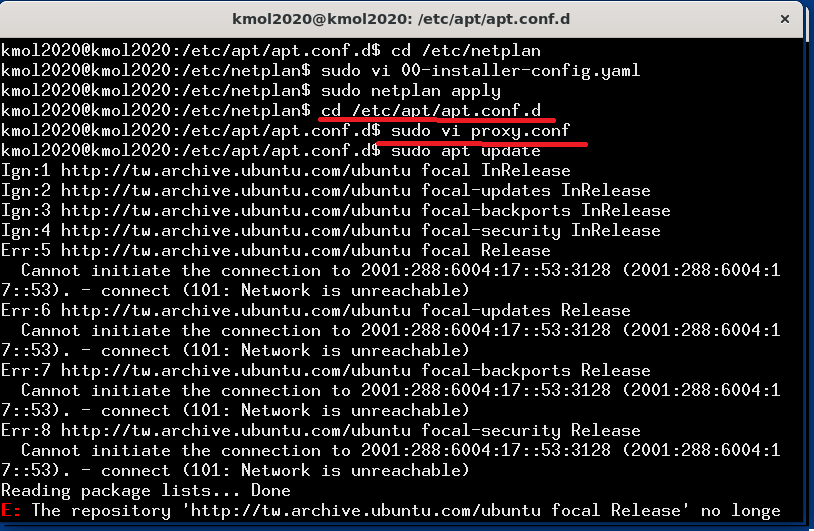 kmol2020@kmol2020: /etc/apt/apt.conf.d
×
kmol2020@kmol2020:/etc/apt/apt.conf.d$ cd /etc/netplan
kmol2020@kmol2020:/etc/netplan$ sudo vi 00-installer-config.yaml
kmol2020@kmol2020:/etc/netplan$ sudo netplan apply
kmol2020@kmol2020:/etc/netplan$ cd /etc/apt/apt.conf.d
kmol2020@kmol2020:/etc/apt/apt.conf.d$ sudo vi proxy.conf
kmol2020@kmol2020:/etc/apt/apt.conf.d$ sudo apt update
Ign:1 http://tw.archive.ubuntu.com/ubuntu focal InRelease
Ign:2 http://tw.archive.ubuntu.com/ubuntu focal-updates InRelease
Ign:3 http://tw.archive.ubuntu.com/ubuntu focal-backports InRelease
Ign:4 http://tw.archive.ubuntu.com/ubuntu focal-security InRelease
Err:5 http://tw.archive.ubuntu.com/ubuntu focal Release
  Cannot initiate the connection to 2001:288:6004:17::53:3128 (2001:288:6004:1
7::53). - connect (101: Network is unreachable)
Err:6 http://tw.archive.ubuntu.com/ubuntu focal-updates Release
  Cannot initiate the connection to 2001:288:6004:17::53:3128 (2001:288:6004:1
7::53). - connect (101: Network is unreachable)
Err:7 http://tw.archive.ubuntu.com/ubuntu focal-backports Release
  Cannot initiate the connection to 2001:288:6004:17::53:3128 (2001:288:6004:1
7::53). - connect (101: Network is unreachable)
Err:8 http://tw.archive.ubuntu.com/ubuntu focal-security Release
  Cannot initiate the connection to 2001:288:6004:17::53:3128 (2001:288:6004:1
7::53). - connect (101: Network is unreachable)
Reading package lists... Done
E: The repository 'http://tw.archive.ubuntu.com/ubuntu focal Release' no longe